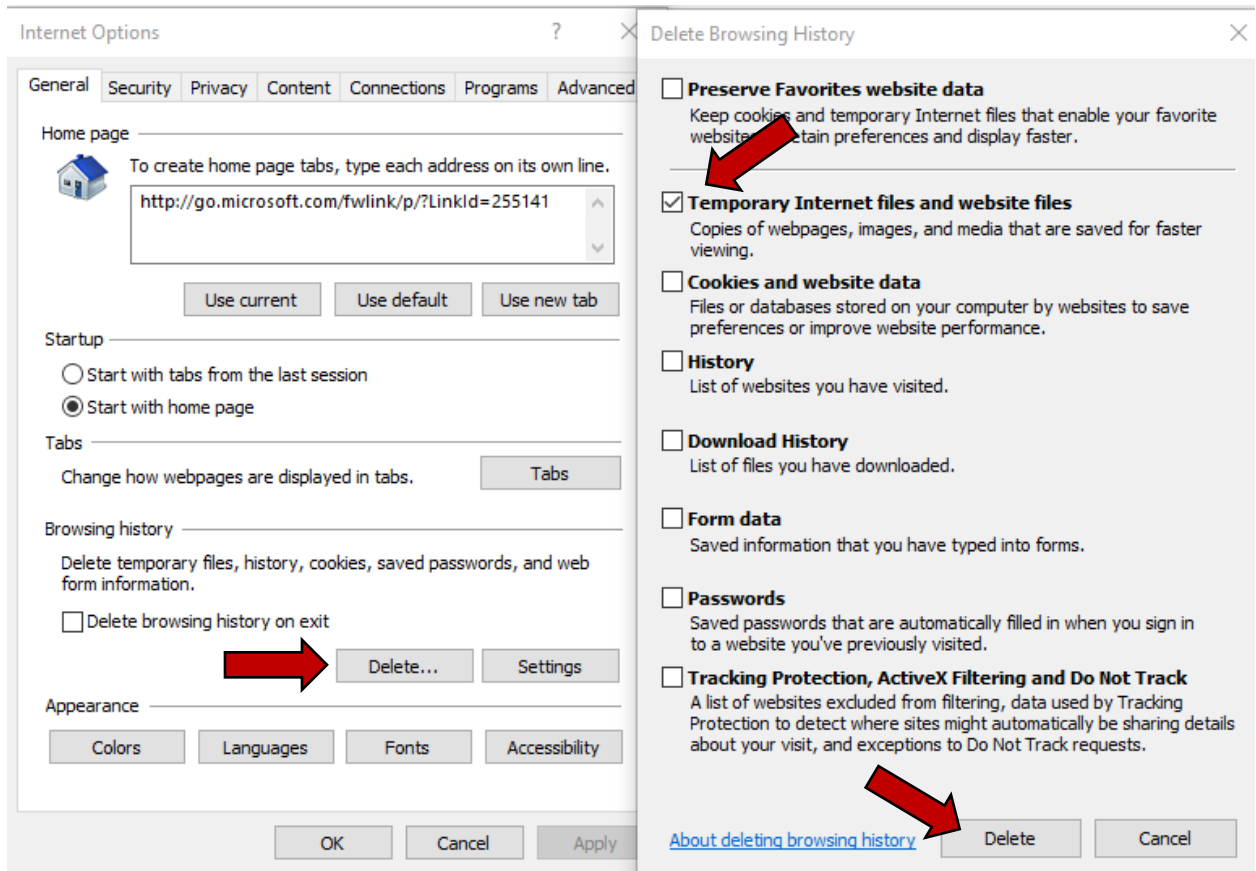 Internet Options
?
General Security Privacy Content Connections Programs Advanced
Home page
To create home page tabs, type each address on its own line.
http://go.microsoft.com/fwlink/p/?LinkId=255141
Use current Use default Use new tab
Startup
Start with tabs from the last session
Start with home page
Tabs
Change how webpages are displayed in tabs.
Tabs
Browsing history
Delete temporary files, history, cookies, saved passwords, and web
form information.
Delete browsing history on exit
Delete... Settings
Appearance
Colors Languages Fonts Accessibility
OK Cancel Apply
Delete Browsing History
Preserve Favorites website data
Keep cookies and temporary Internet files that enable your favorite
preferences and display faster.
Temporary Internet files and website files
Copies of webpages, images, and media that are saved for faster
viewing.
Cookies and website data
Files or databases stored on your computer by websites to save
preferences or improve website performance.
History
List of websites you have visited.
Download History
List of files you have downloaded.
Form data
Saved information that you have typed into forms.
Passwords
Saved passwords that are automatically filled in when you sign in
to a website you've previously visited.
Tracking Protection, ActiveX Filtering and Do Not Track
A list of websites excluded from filtering, data used by Tracking
Protection to detect where sites might automatically be sharing details
about your visit, and exceptions to Do Not Track requests.
About deleting browsing history
Delete Cancel